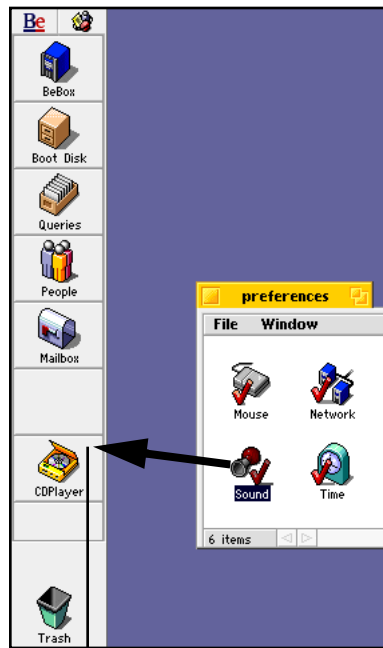 Be
BeBox
Boot Disk
Queries
People
Mailbox
CDPlayer
Trash
preferences
File Window
Mouse Network
Sound Time
6 items